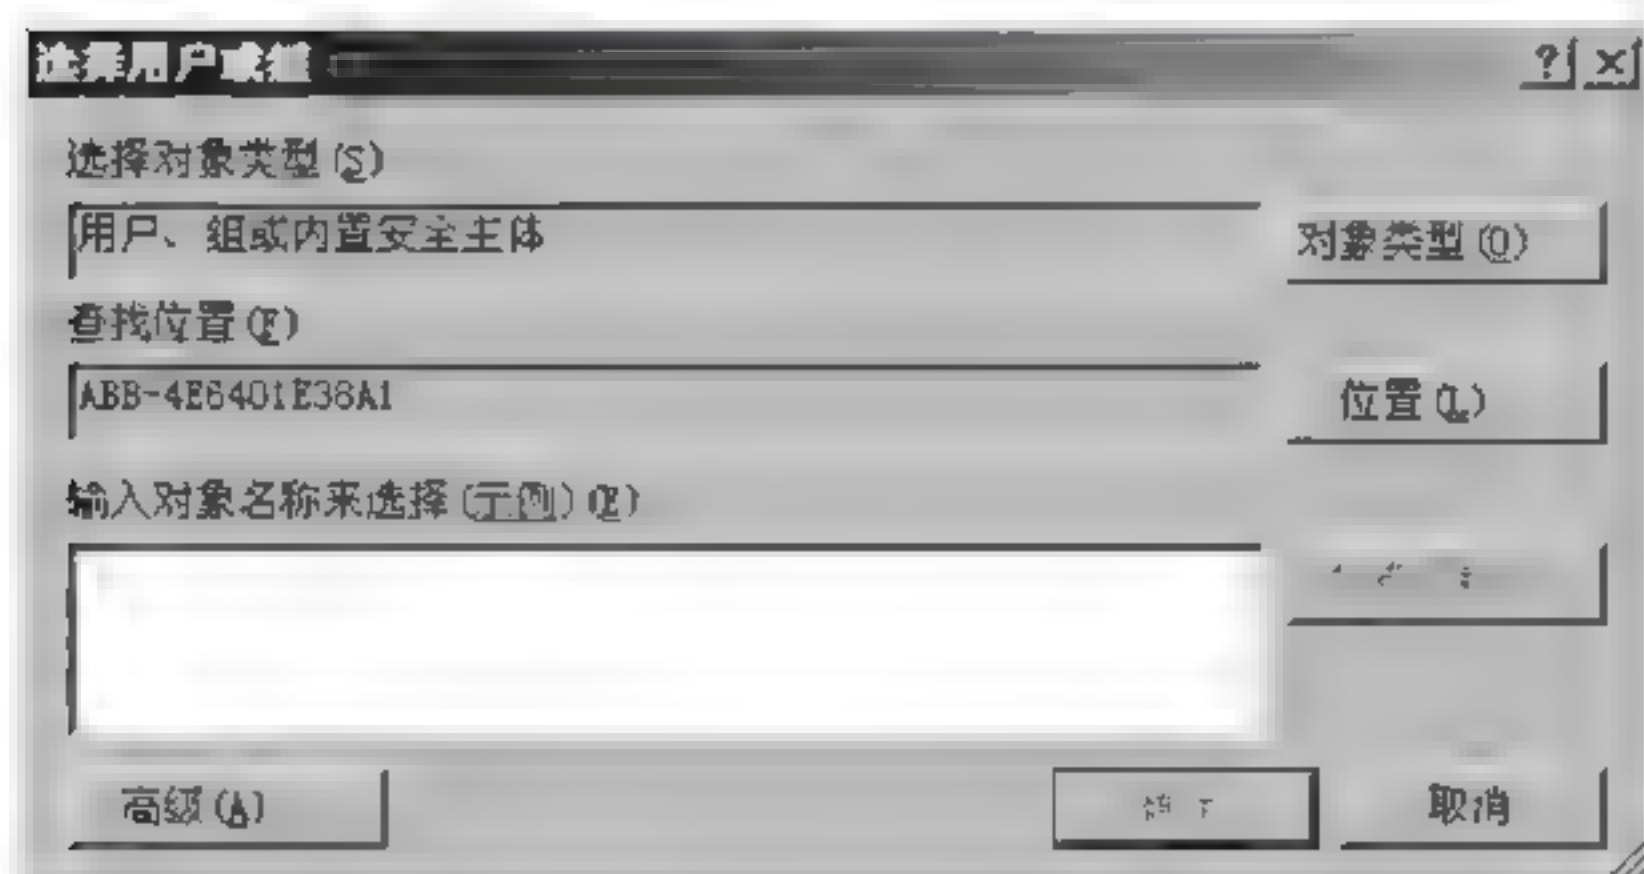 选择用户或组
选择对象类型(S)
用户、组或内置安全主体
对象类型(O)
查找位置(F)
ABB-4E6401E38A1
位置(L)
输入对象名称来选择(示例)(E)
高级(A)
取消